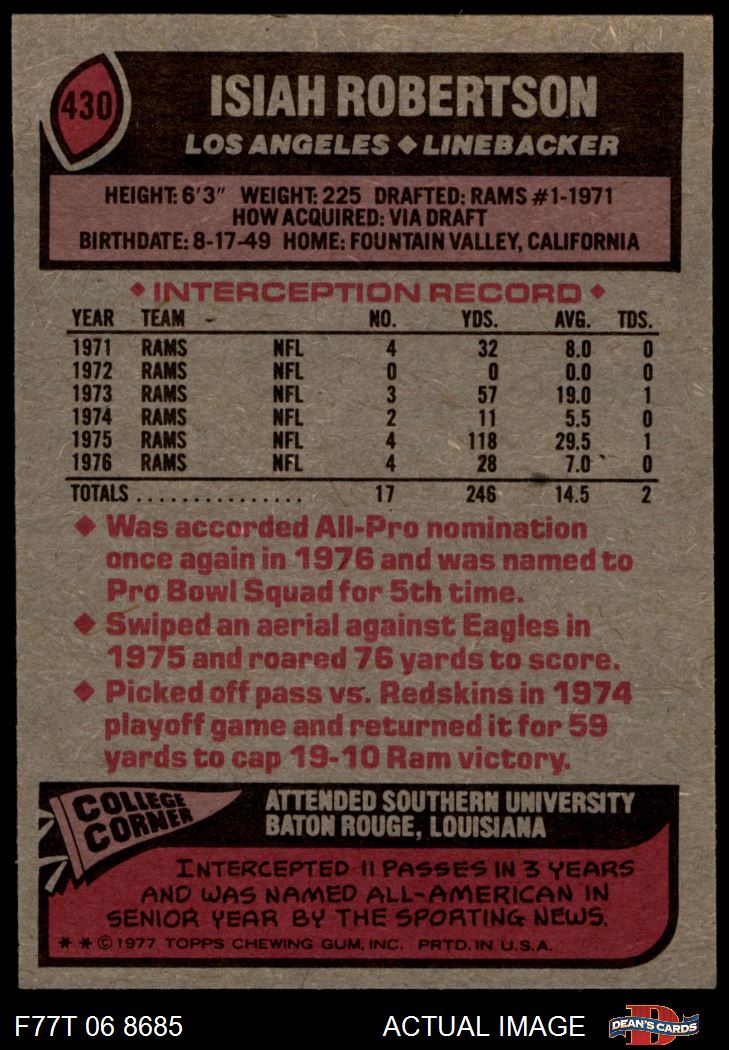 430
ISIAH ROBERTSON
LOS ANGELES ◆ LINEBACKER
HEIGHT: 6'3" WEIGHT: 225 DRAFTED: RAMS #1-1971
HOW ACQUIRED: VIA DRAFT
BIRTHDATE: 8-17-49 HOME: FOUNTAIN VALLEY, CALIFORNIA
◆ INTERCEPTION RECORD ◆
YEAR TEAM NO. YDS. AVG. TDS.
1971 RAMS NFL 4 32 8.0 0
1972 RAMS NFL 0 0 0.0 0
1973 RAMS NFL 3 57 19.0 1
1974 RAMS NFL 2 11 5.5 0
1975 RAMS NFL 4 118 29.5 1
1976 RAMS NFL 4 28 7.0 0
TOTALS ................ 17 246 14.5 2
◆ Was accorded All-Pro nomination
once again in 1976 and was named to
Pro Bowl Squad for 5th time.
◆ Swiped an aerial against Eagles in
1975 and roared 76 yards to score.
◆ Picked off pass vs. Redskins in 1974
playoff game and returned it for 59
yards to cap 19-10 Ram victory.
COLLEGE
CORNER
ATTENDED SOUTHERN UNIVERSITY
BATON ROUGE, LOUISIANA
INTERCEPTED 11 PASSES IN 3 YEARS
AND WAS NAMED ALL-AMERICAN IN
SENIOR YEAR BY THE SPORTING NEWS.
* * © 1977 TOPPS CHEWING GUM, INC. PRTD. IN U.S.A.
F77T 06 8685 ACTUAL IMAGE
D
DEAN'S CARDS